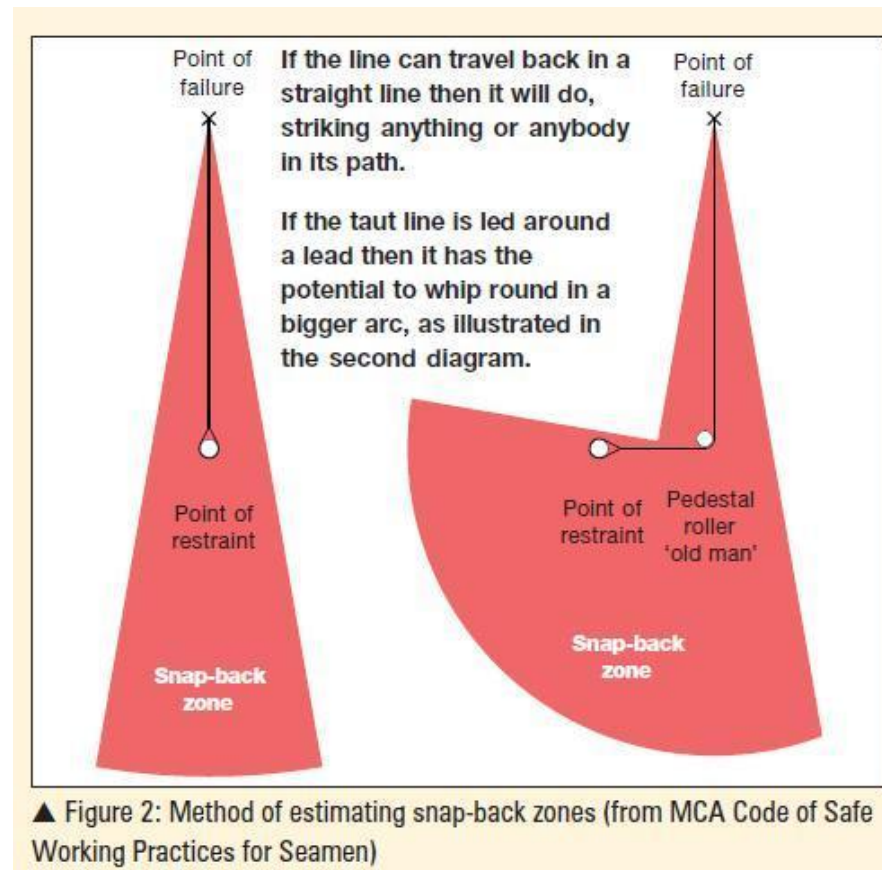 Point of
failure
If the line can travel back in a
straight line then it will do,
striking anything or anybody
in its path.
If the taut line is led around
a lead then it has the
potential to whip round in a
bigger arc, as illustrated in
the second diagram.
Point of
failure
Point of
restraint
Snap-back
zone
Point of
restraint
Pedestal
roller
'old man'
Snap-back
zone
▲ Figure 2: Method of estimating snap-back zones (from MCA Code of Safe
Working Practices for Seamen)